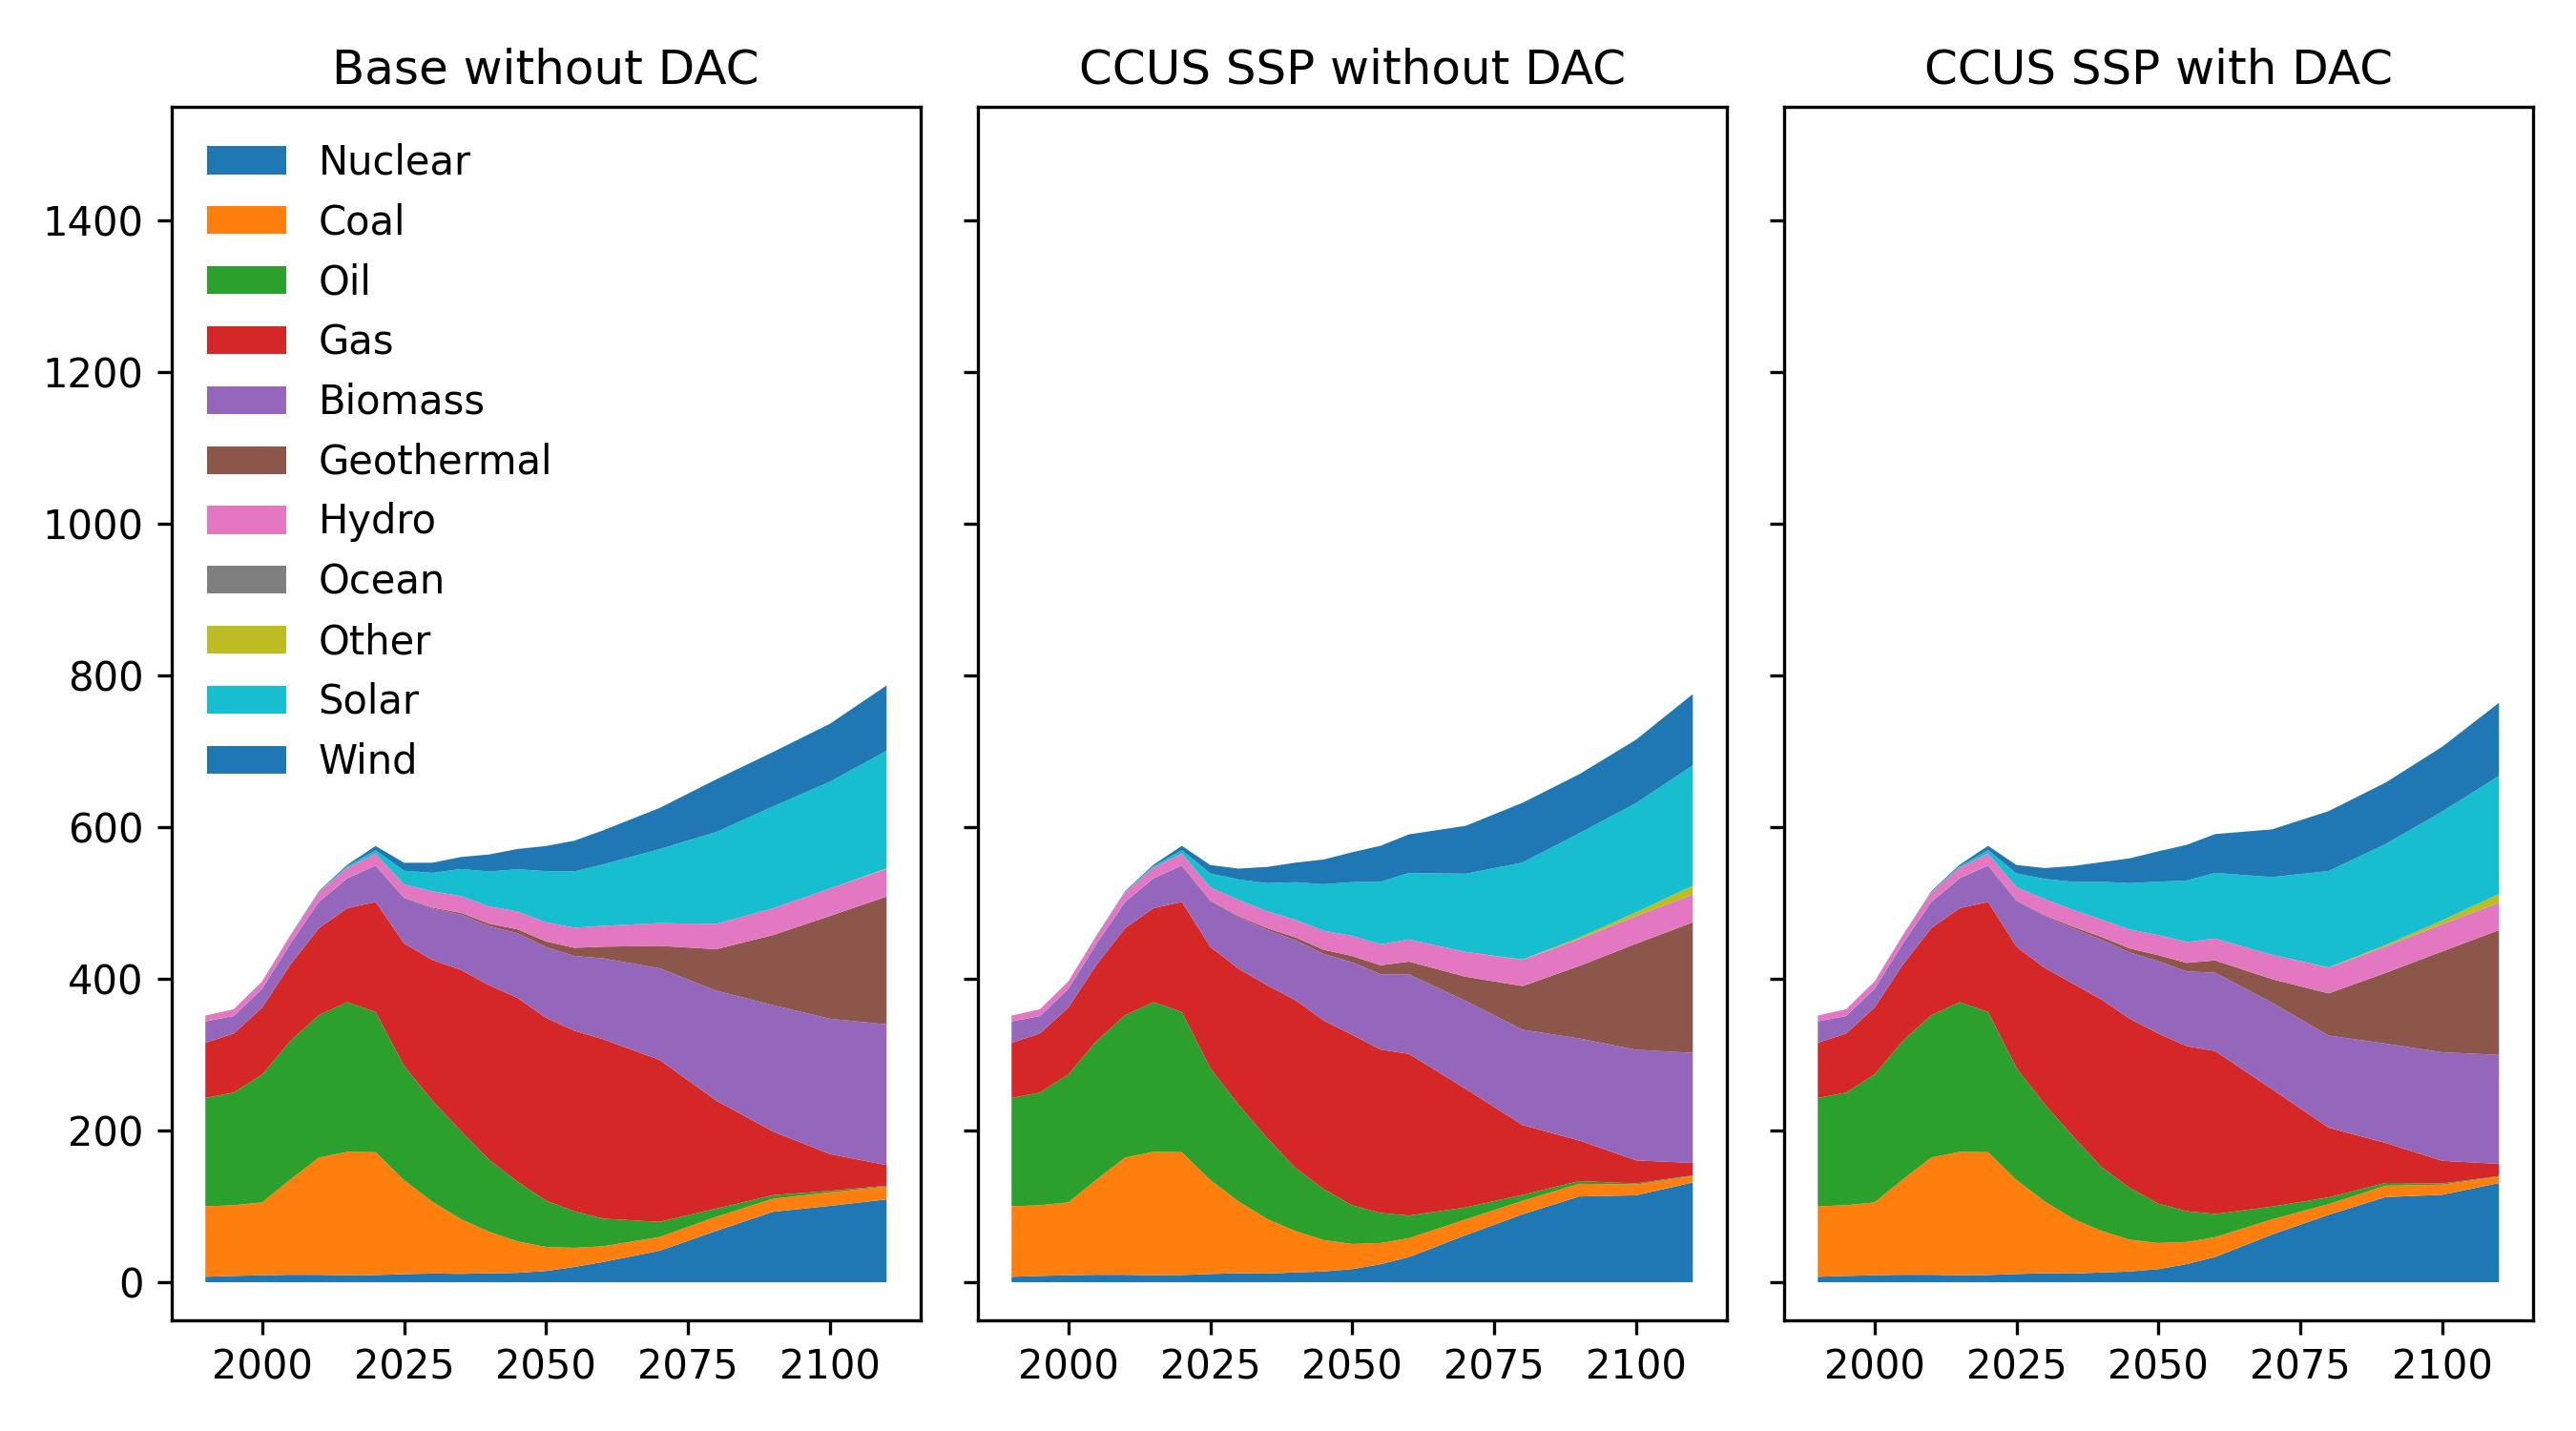 Base without DAC
CCUS SSP without DAC
CCUS SSP with DAC
Nuclear
Coal
Oil
Gas
Biomass
Geothermal
Hydro
Ocean
Other
Solar
Wind
1400
1200
1000
800
600
400
200
0
2000 2025 2050 2075 2100
2000 2025 2050 2075 2100
2000 2025 2050 2075 2100